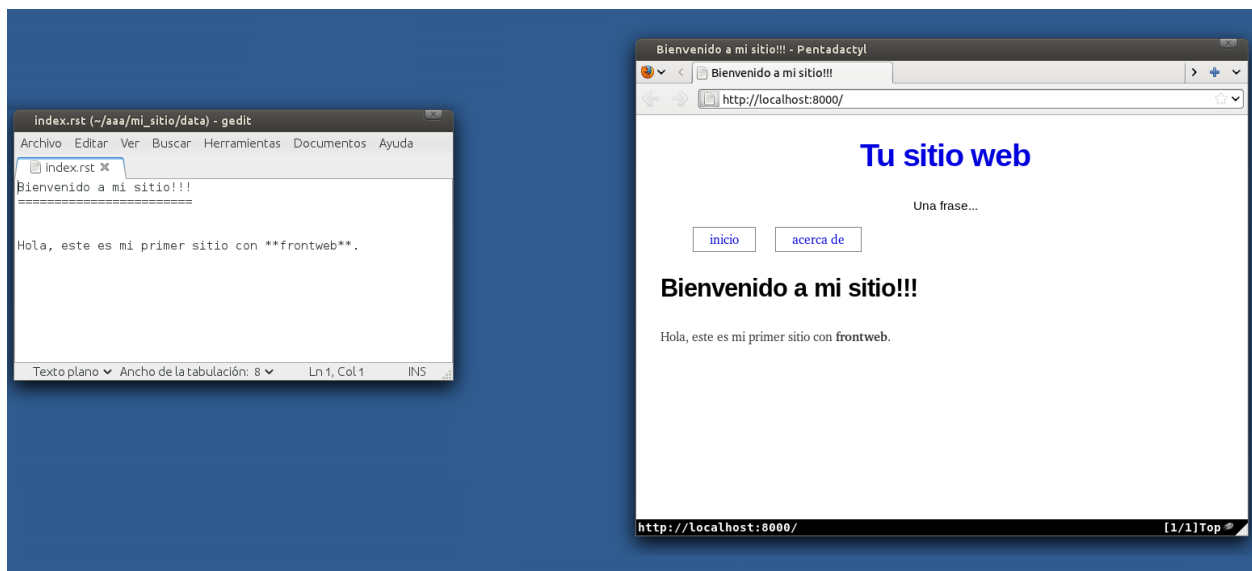 index.rst (~/aaa/mi_sitio/data) - gedit
Archivo Editar Ver Buscar Herramientas Documentos Ayuda
index.rst
Bienvenido a mi sitio!!!
========================
Hola, este es mi primer sitio con **frontweb**.
Texto plano Ancho de la tabulación: 8 Ln 1, Col 1 INS
Bienvenido a mi sitio!!! - Pentadactyl
Bienvenido a mi sitio!!!
http://localhost:8000/
Tu sitio web
Una frase...
inicio acerca de
Bienvenido a mi sitio!!!
Hola, este es mi primer sitio con frontweb.
http://localhost:8000/ [1/1]Top